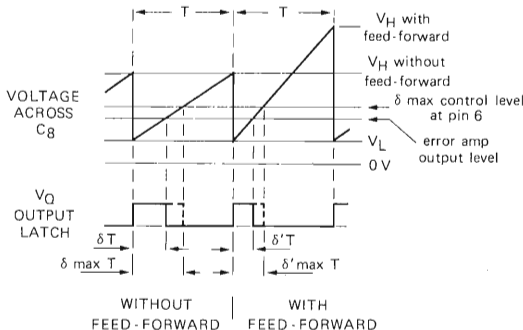 T
T
V_H with
feed-forward
V_H without
feed-forward
VOLTAGE
ACROSS
C8
δ max control level
at pin 6
error amp
output level
V_L
0 V
V_Q
OUTPUT
LATCH
δT
δ'T
δ max T
δ' max T
WITHOUT
FEED-FORWARD
WITH
FEED-FORWARD